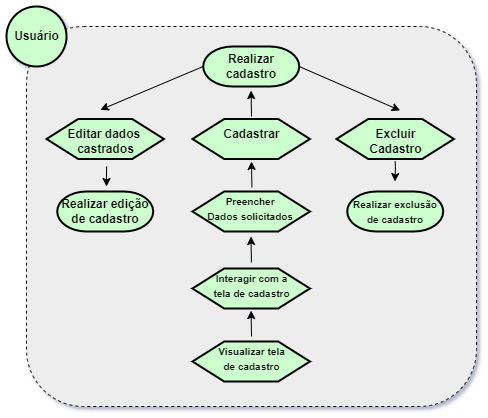 Usuário
Realizar
cadastro
Editar dados
castrados
Cadastrar
Excluir
Cadastro
Realizar edição
de cadastro
Preencher
Dados solicitados
Realizar exclusão
de cadastro
Interagir com a
tela de cadastro
Visualizar tela
de cadastro